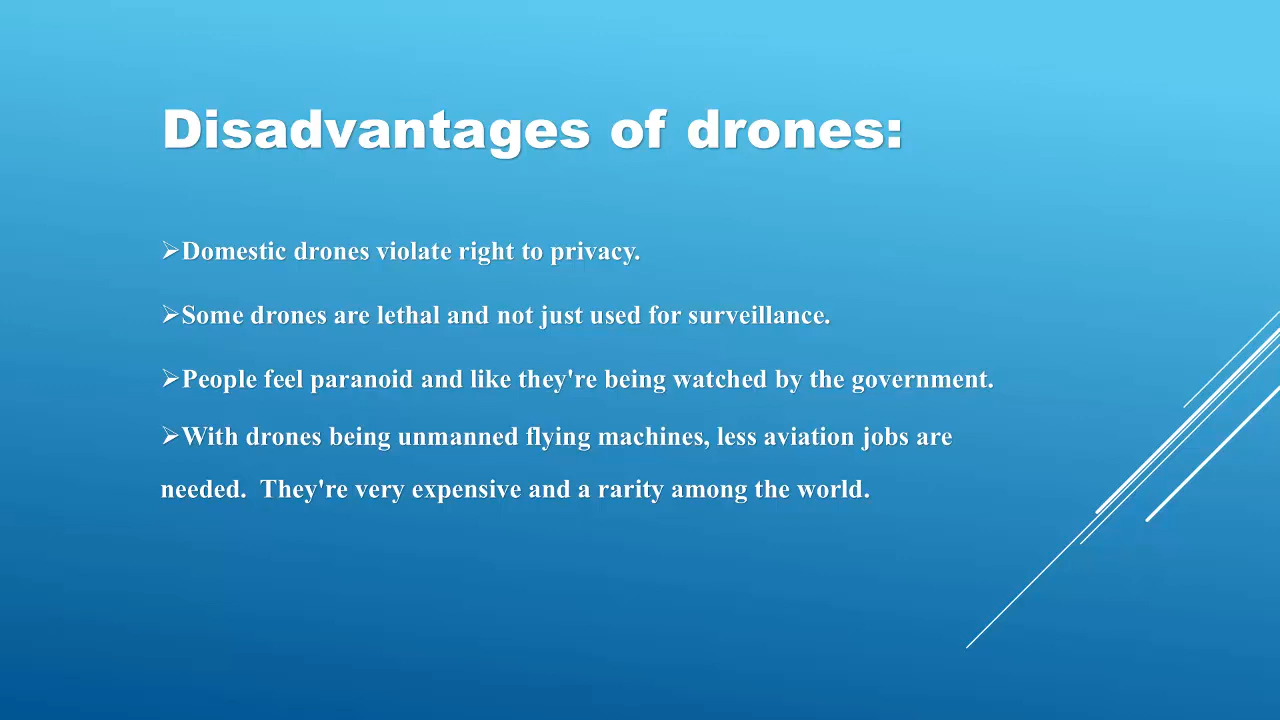 Disadvantages of drones:
➢Domestic drones violate right to privacy.
➢Some drones are lethal and not just used for surveillance.
➢People feel paranoid and like they're being watched by the government.
➢With drones being unmanned flying machines, less aviation jobs are
needed.  They're very expensive and a rarity among the world.